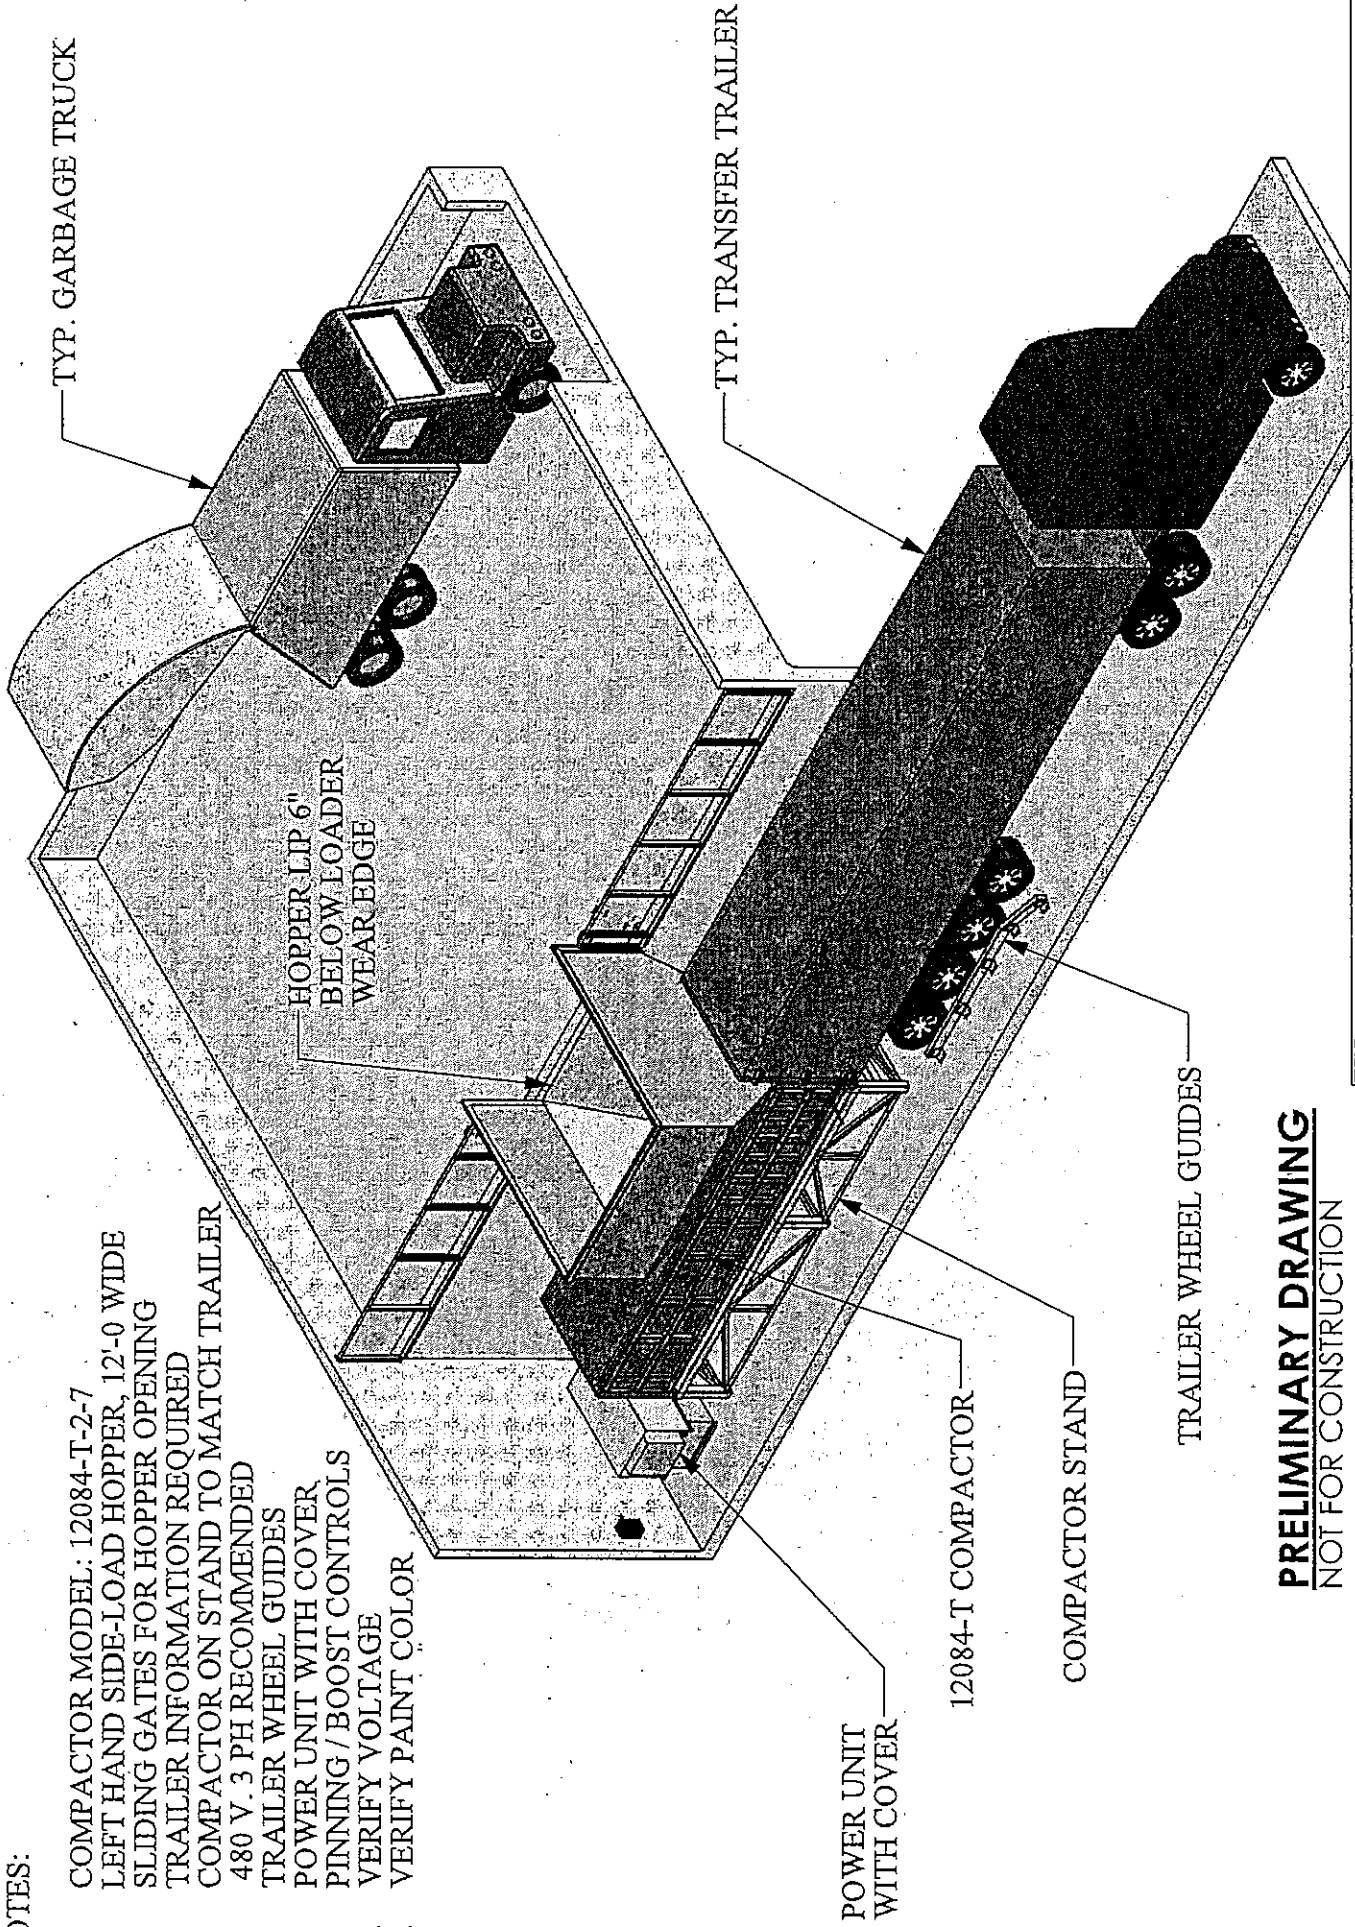 OTES:
COMPACTOR MODEL: 12084-T-2-7
LEFT HAND SIDE-LOAD HOPPER, 12'-0 WIDE
SLIDING GATES FOR HOPPER OPENING
TRAILER INFORMATION REQUIRED
COMPACTOR ON STAND TO MATCH TRAILER
480 V. 3 PH RECOMMENDED
TRAILER WHEEL GUIDES
POWER UNIT WITH COVER
PINNING / BOOST CONTROLS
VERIFY VOLTAGE
VERIFY PAINT COLOR
TYP. GARBAGE TRUCK
HOPPER LIP 6"
BELOW LOADER
WEAR EDGE
TYP. TRANSFER TRAILER
POWER UNIT
WITH COVER
12084-T COMPACTOR
COMPACTOR STAND
TRAILER WHEEL GUIDES
PRELIMINARY DRAWING
NOT FOR CONSTRUCTION